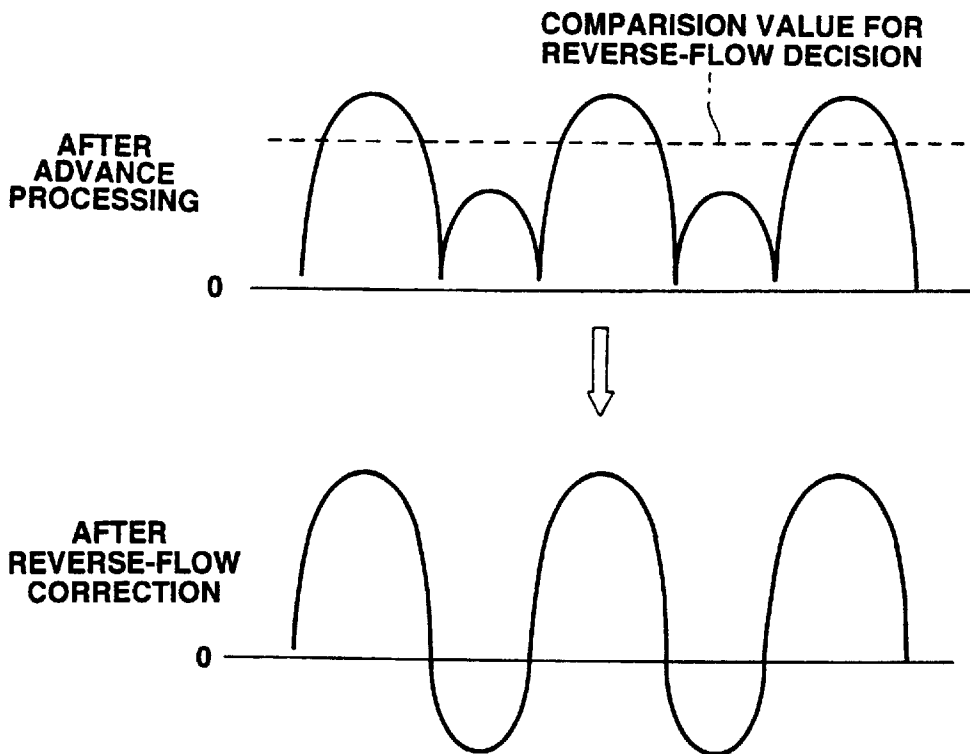 COMPARISION VALUE FOR
REVERSE-FLOW DECISION
AFTER
ADVANCE
PROCESSING
0
AFTER
REVERSE-FLOW
CORRECTION
0